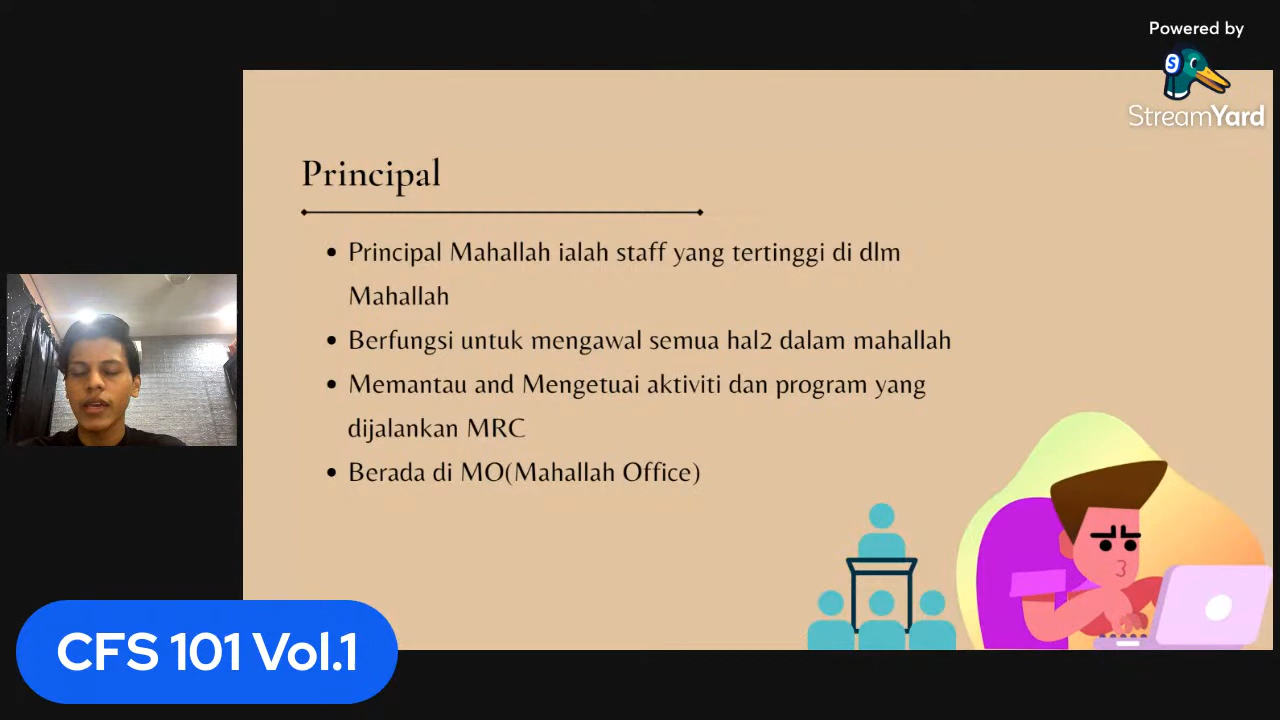 Powered by
StreamYard
Principal
• Principal Mahallah ialah staff yang tertinggi di dlm
Mahallah
• Berfungsi untuk mengawal semua hal2 dalam mahallah
• Memantau and Mengetuai aktiviti dan program yang
dijalankan MRC
• Berada di MO(Mahallah Office)
CFS 101 Vol.1